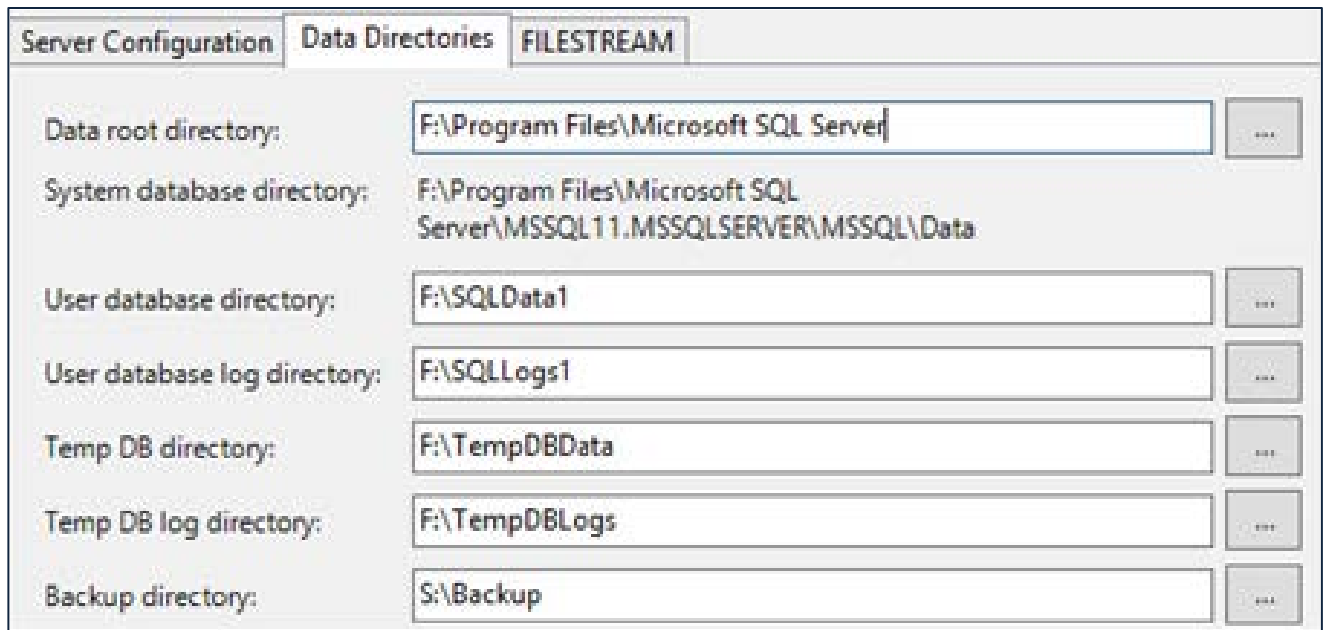 Server Configuration Data Directories FILESTREAM
Data root directory: F:\Program Files\Microsoft SQL Server ...
System database directory: F:\Program Files\Microsoft SQL
Server\MSSQL11.MSSQLSERVER\MSSQL\Data
User database directory: F:\SQLData1 ...
User database log directory: F:\SQLLogs1 ...
Temp DB directory: F:\TempDBData ...
Temp DB log directory: F:\TempDBLogs ...
Backup directory: S:\Backup ...